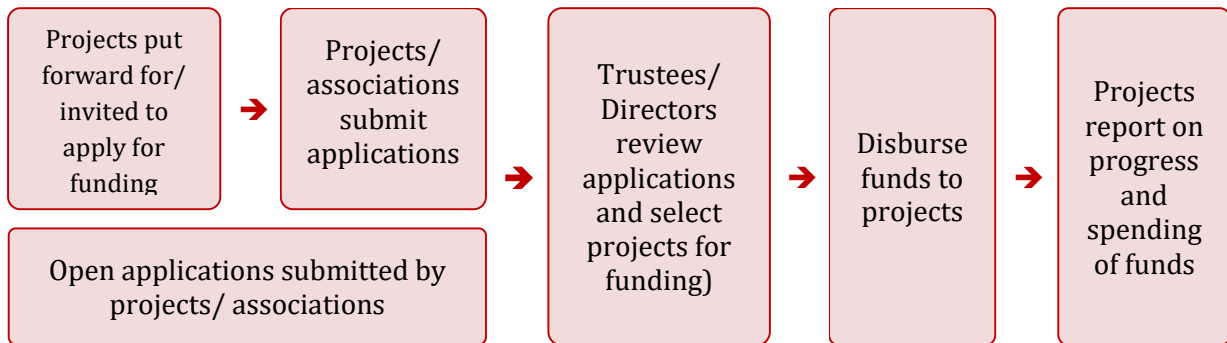 Projects put
forward for/
invited to
apply for
funding
Projects/
associations
submit
applications
Open applications submitted by
projects/ associations
Trustees/
Directors
review
applications
and select
projects for
funding)
Disburse
funds to
projects
Projects
report on
progress
and
spending
of funds